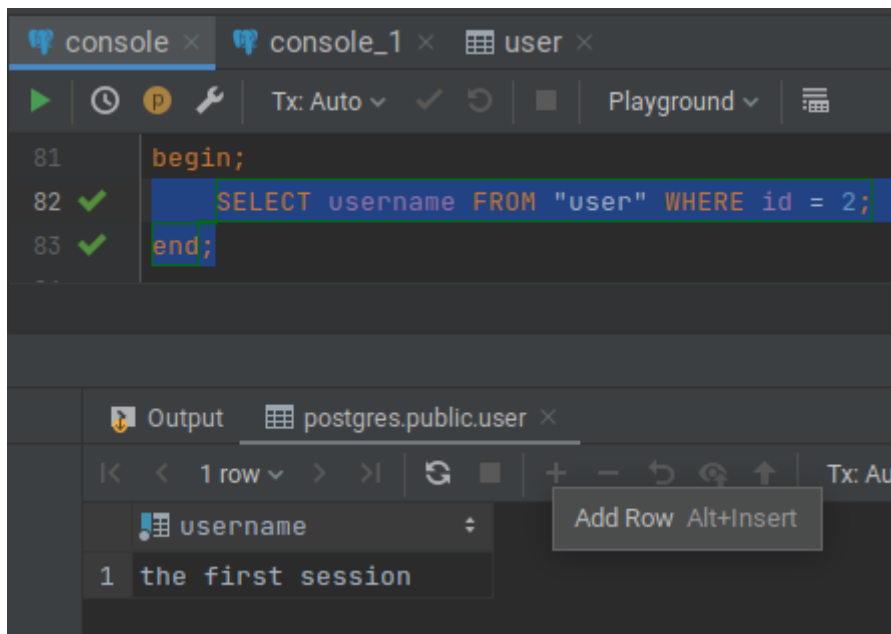 console console_1 user
Tx: Auto Playground
81 begin;
82 SELECT username FROM "user" WHERE id = 2;
83 end;
Output postgres.public.user
1 row Tx: Au
Add Row Alt+Insert
username
1 the first session